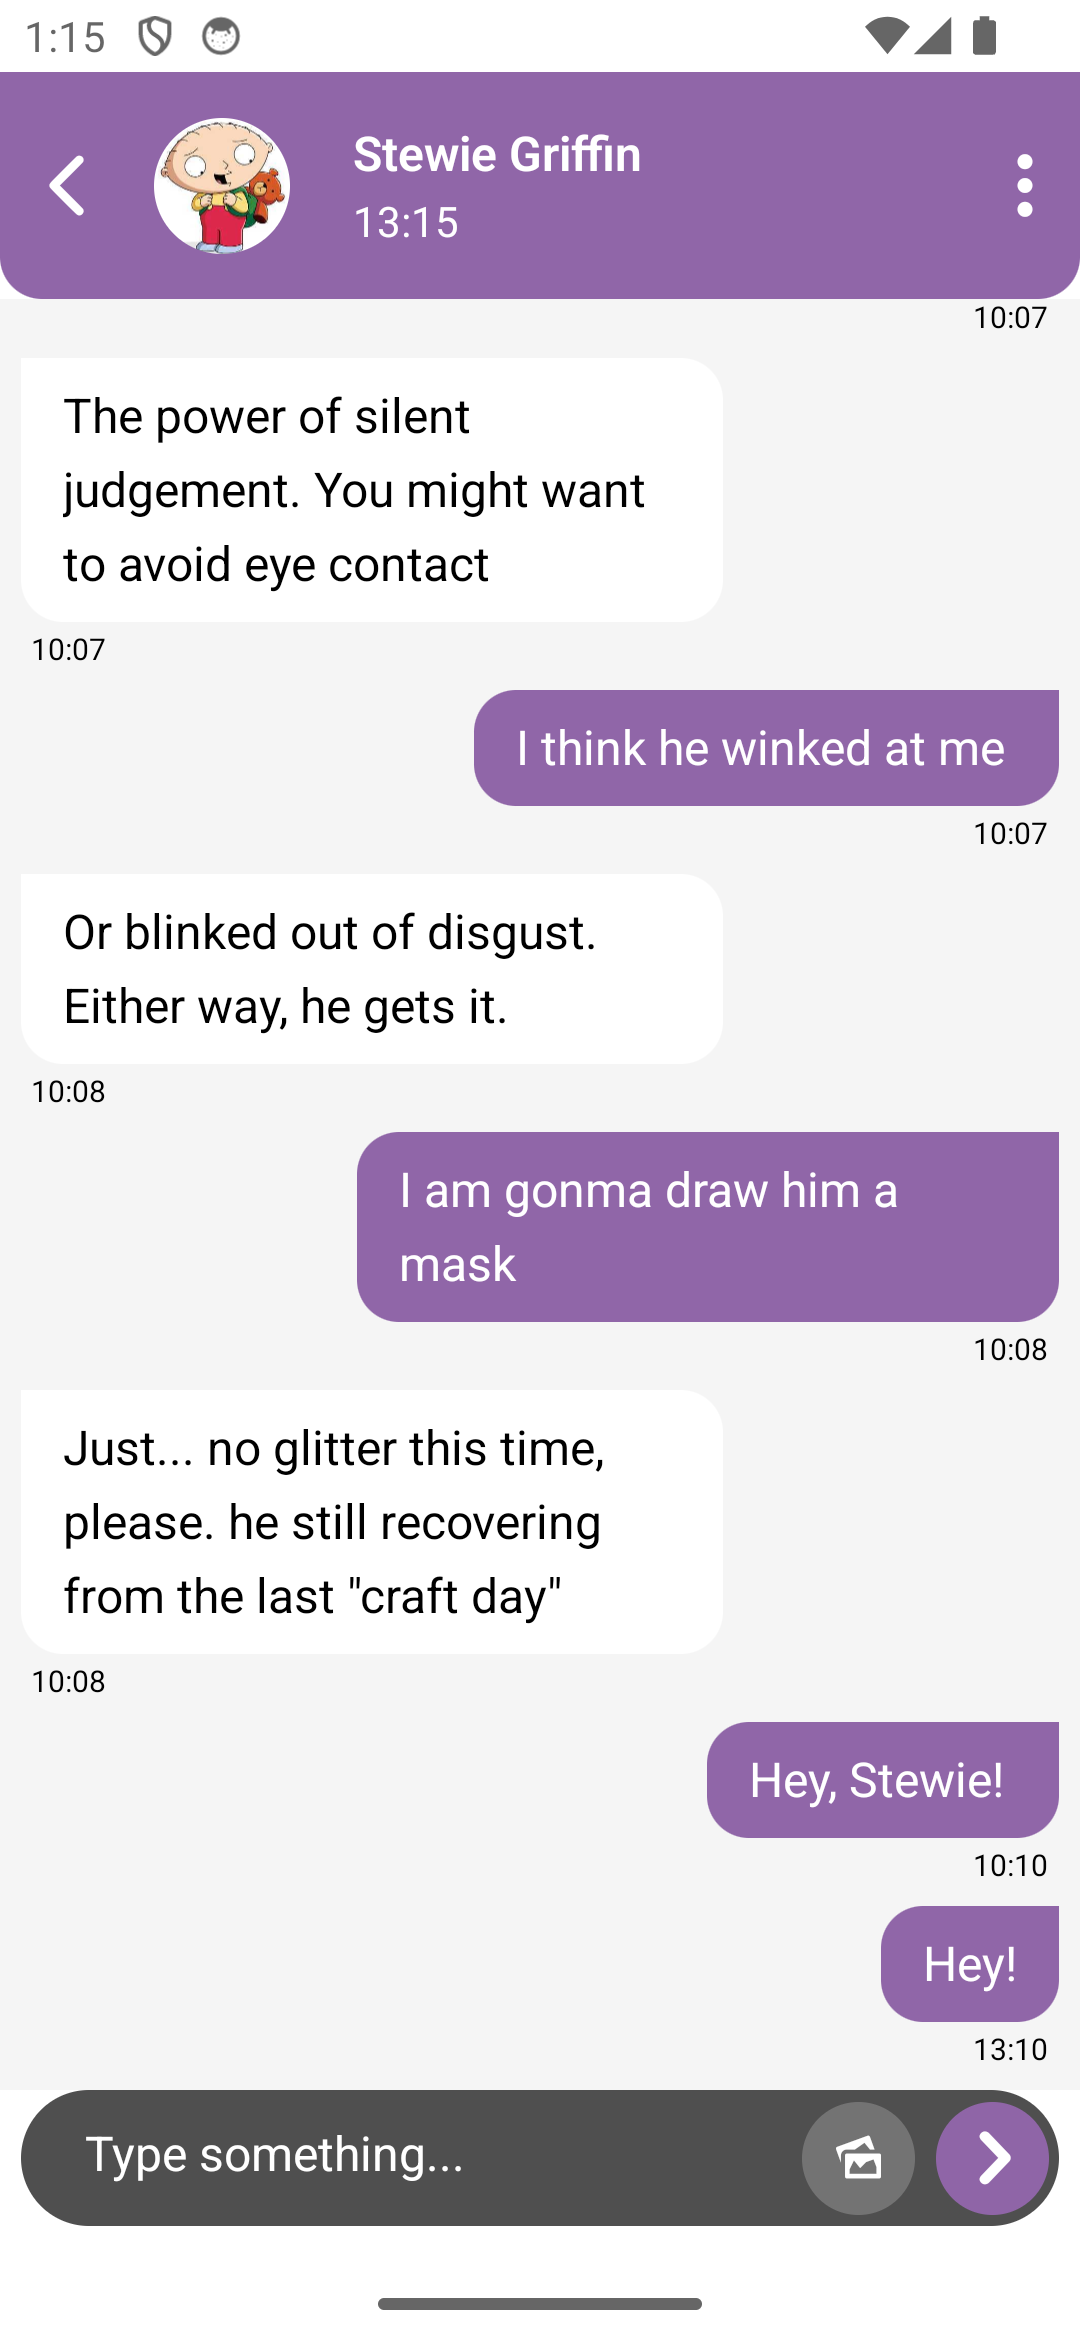 1:15
Stewie Griffin
13:15
10:07
The power of silent
judgement. You might want
to avoid eye contact
10:07
I think he winked at me
10:07
Or blinked out of disgust.
Either way, he gets it.
10:08
I am gonma draw him a
mask
10:08
Just... no glitter this time,
please. he still recovering
from the last "craft day"
10:08
Hey, Stewie!
10:10
Hey!
13:10
Type something...